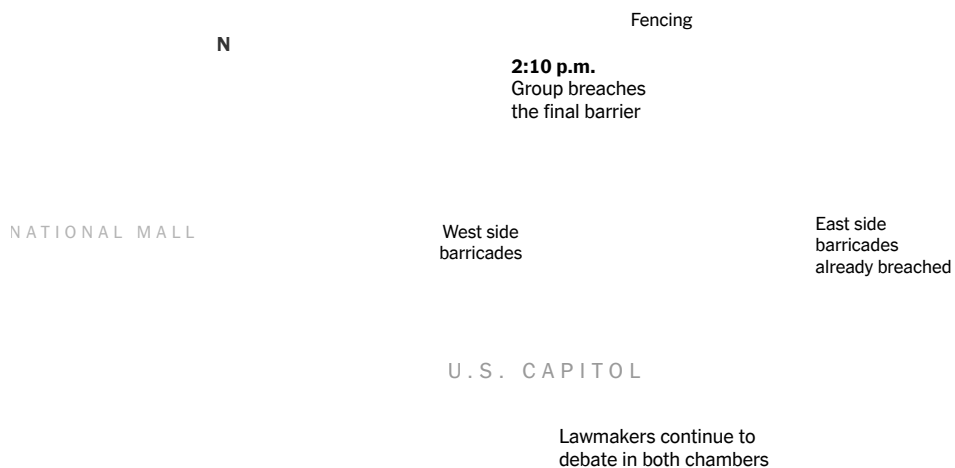 Fencing
N
2:10 p.m.
Group breaches
the final barrier
NATIONAL MALL
West side
barricades
East side
barricades
already breached
U.S. CAPITOL
Lawmakers continue to
debate in both chambers